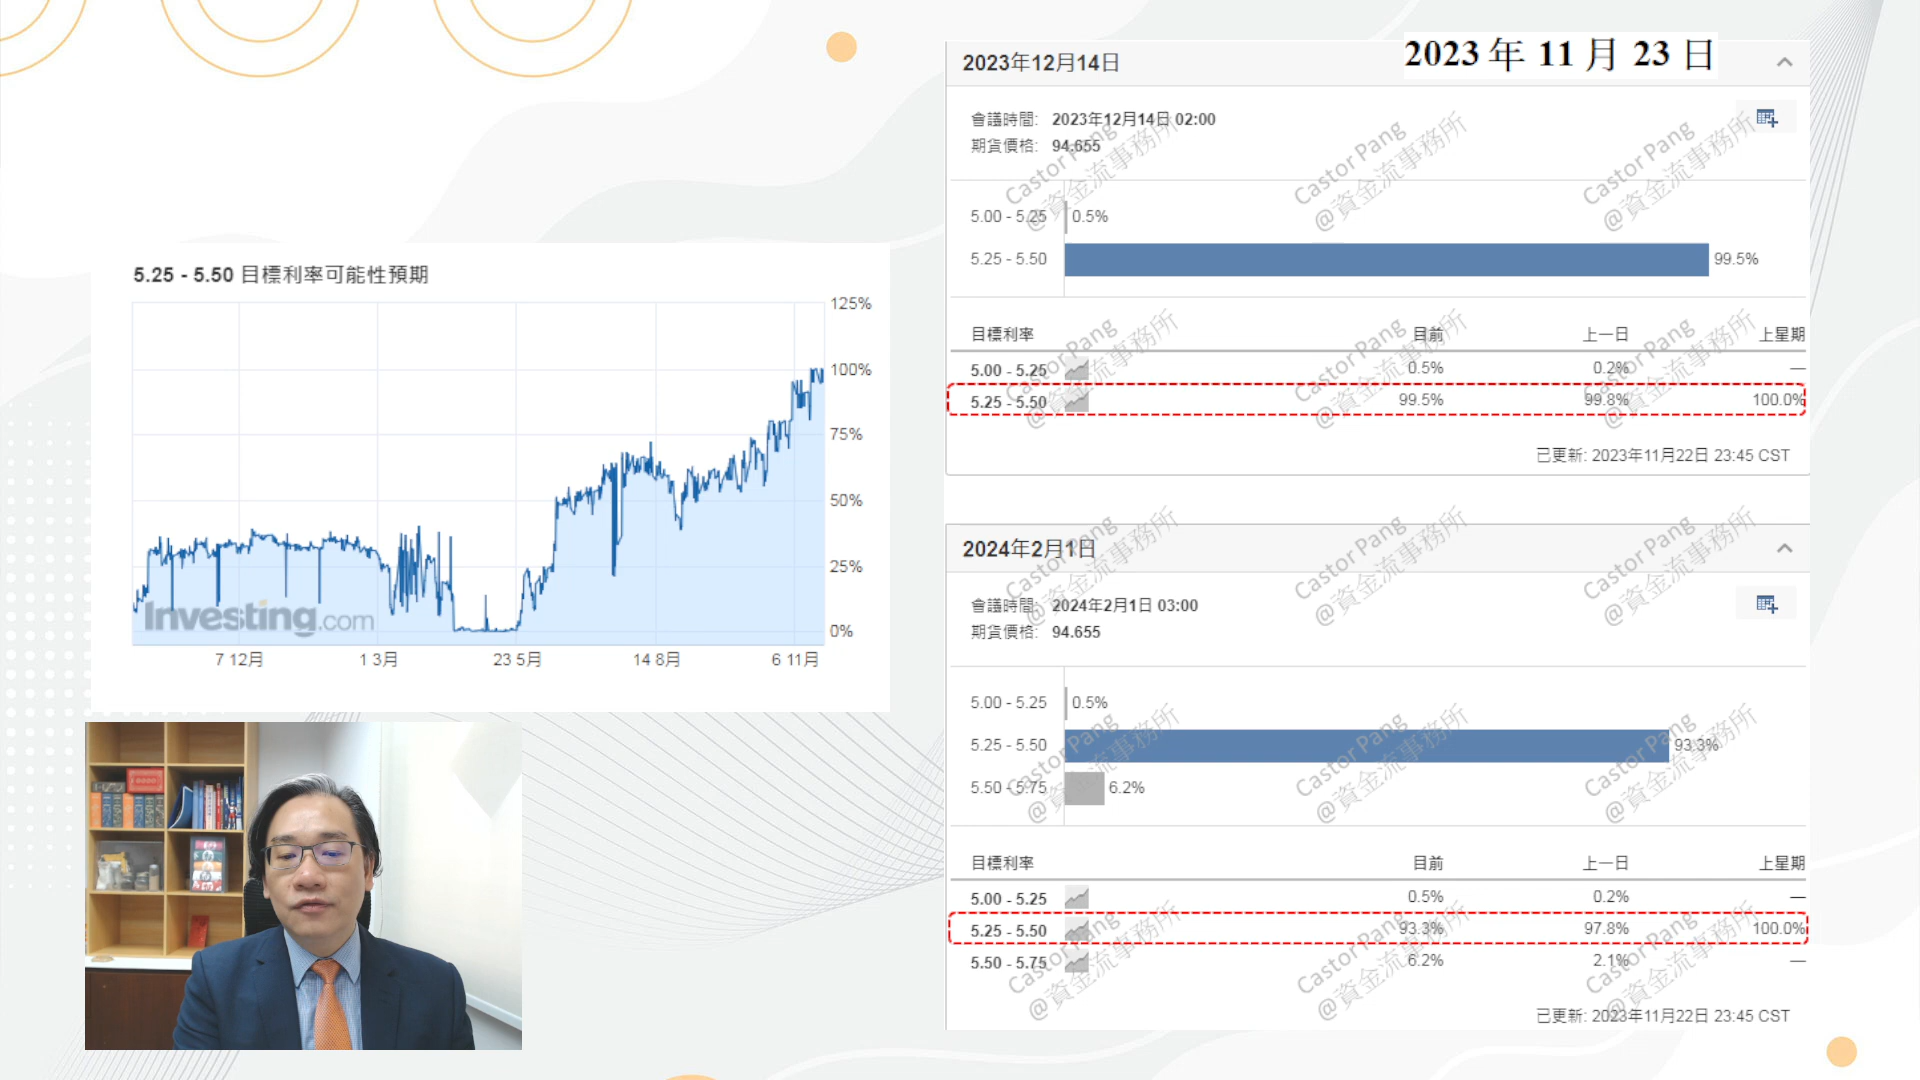 2023年12月14日
2023 年 11 月 23 日
會議時間: 2023年12月14日 02:00
期貨價格: 94.655
5.00 - 5.25 0.5%
5.25 - 5.50 99.5%
目標利率 目前 上一日 上星期
5.00 - 5.25 0.5% 0.2% —
5.25 - 5.50 99.5% 99.8% 100.0%
已更新: 2023年11月22日 23:45 CST
5.25 - 5.50 目標利率可能性預期
125%
100%
75%
50%
25%
0%
7 12月 1 3月 23 5月 14 8月 6 11月
Investing.com
2024年2月1日
會議時間: 2024年2月1日 03:00
期貨價格: 94.655
5.00 - 5.25 0.5%
5.25 - 5.50 93.3%
5.50 - 5.75 6.2%
目標利率 目前 上一日 上星期
5.00 - 5.25 0.5% 0.2% —
5.25 - 5.50 93.3% 97.8% 100.0%
5.50 - 5.75 6.2% 2.1% —
已更新: 2023年11月22日 23:45 CST
Castor Pang
@資金流事務所